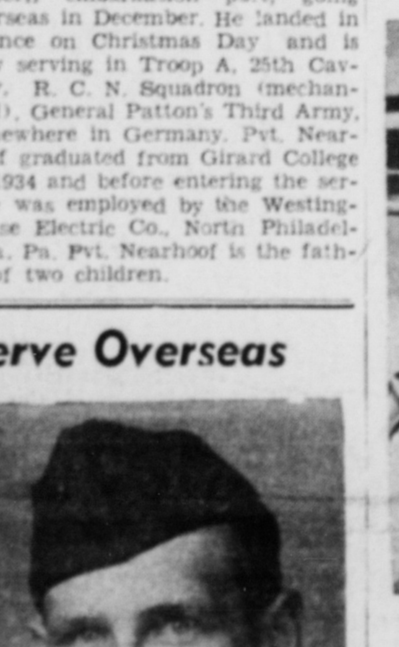 rseas in December. He landed in
nce on Christmas Day and is
serving in Troop A, 25th Cav-
R. C. N. Squadron (mechan-
), General Patton's Third Army,
ewhere in Germany. Pvt. Near-
f graduated from Girard College
934 and before entering the ser-
was employed by the Westing-
se Electric Co., North Philadel-
a, Pa. Pvt. Nearhoof is the fath-
of two children.
erve Overseas